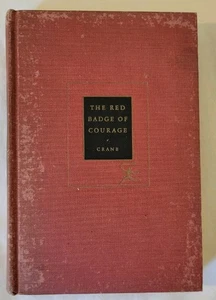 THE RED
BADGE OF
COURAGE
CRANE